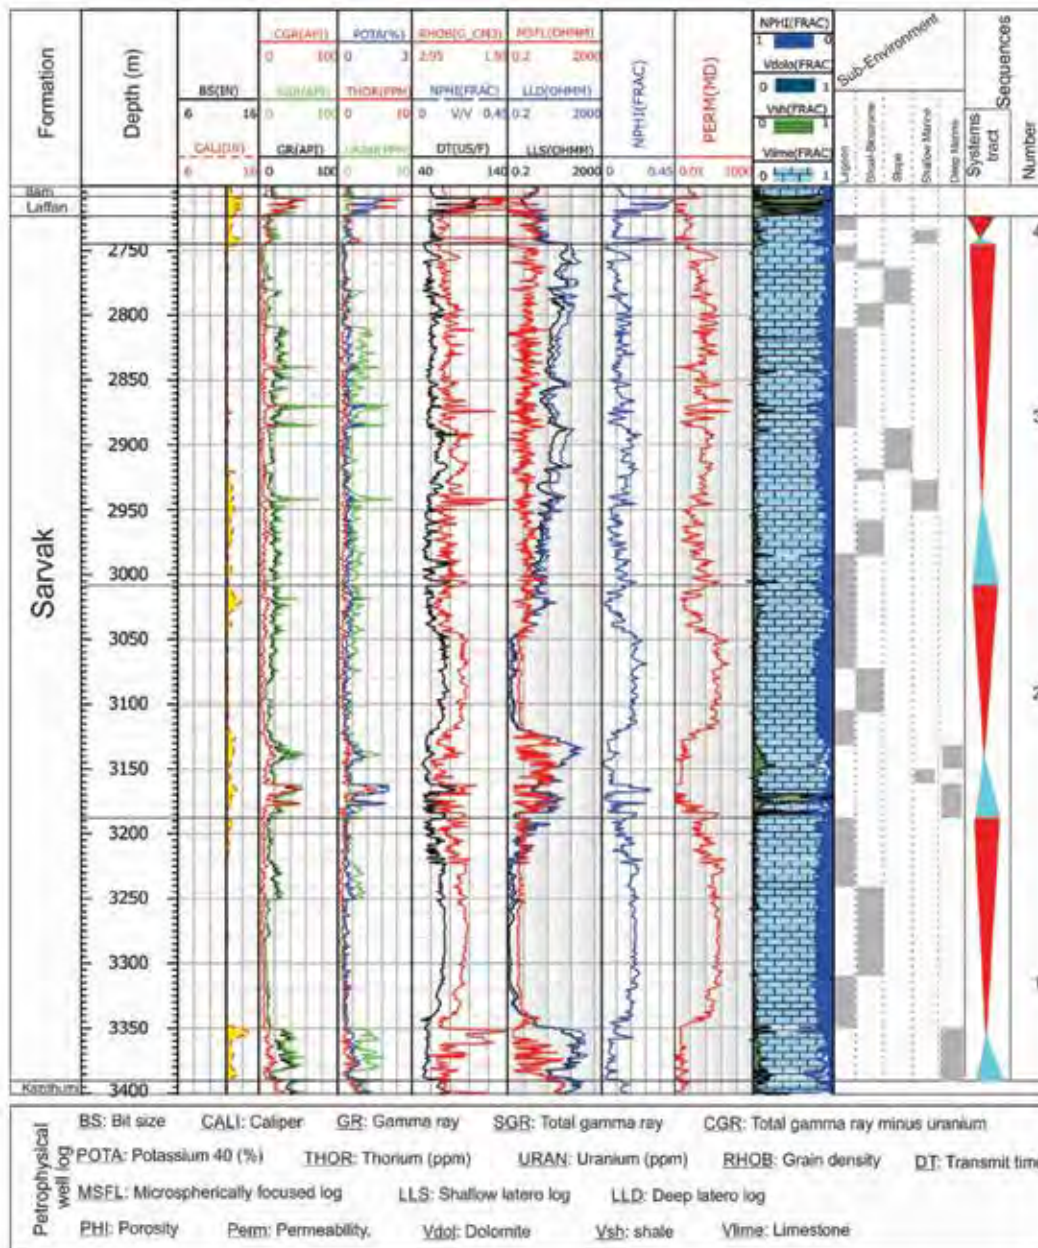 Formation
Depth (m)
BS(IN)
6 16
CALI(IN)
6 16
CGR(API)
0 100
SGR(API)
0 100
GR(API)
0 100
POTA(%)
0 3
THOR(PPM)
0 10
URAN(PPM)
RHOB(G_CM3)
2.95
NPHI(FRAC)
0 V/V 0.45
DT(US/F)
40 140
MSFL(OHMM)
0.2 2000
LLD(OHMM)
0.2 2000
LLS(OHMM)
0.2 2000
NPHI(FRAC)
0 0.45
PERM(MD)
0.01 1000
NPHI(FRAC)
1 0
Vdolo(FRAC
0 1
Vsh(FRAC)
0 1
Vlime(FRAC)
0 1
Sub-Environment
Lagoon
Slope
Shallow Marine
Deep Marine
Sequences
Systems
tract
Number
Ilam
Laffan
Sarvak
2750
2800
2850
2900
2950
3000
3050
3100
3150
3200
3250
3300
3350
3400
Petrophysical
well log
BS: Bit size CALI: Caliper GR: Gamma ray SGR: Total gamma ray CGR: Total gamma ray minus uranium
POTA: Potassium 40 (%) THOR: Thorium (ppm) URAN: Uranium (ppm) RHOB: Grain density DT: Transmit time
MSFL: Microspherically focused log LLS: Shallow latero log LLD: Deep latero log
PHI: Porosity Perm: Permeability. Vdol: Dolomite Vsh: shale Vlime: Limestone